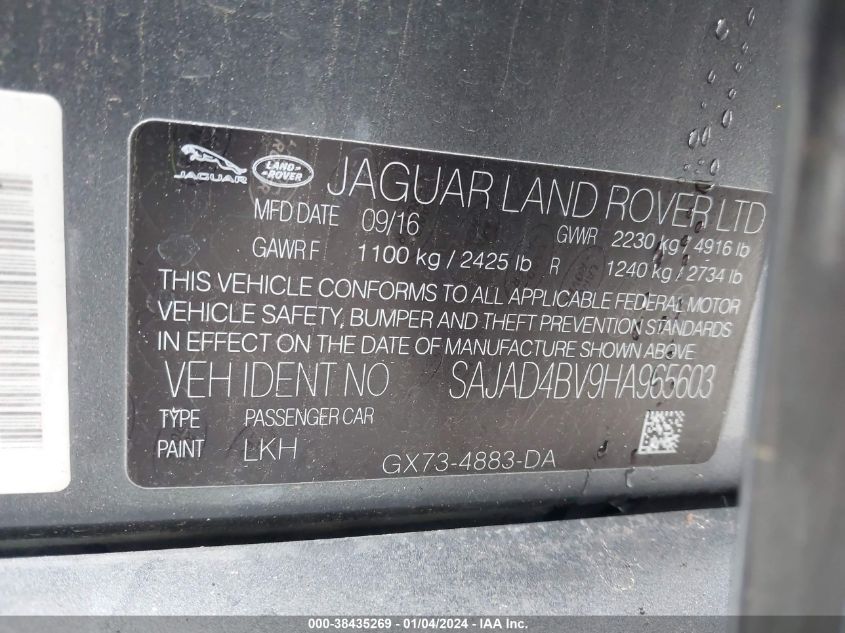 JAGUAR
LAND
ROVER
JAGUAR LAND ROVER LTD
MFD DATE 09/16 GWVR 2230 kg / 4916 lb
GAWR F 1100 kg / 2425 lb R 1240 kg / 2734 lb
THIS VEHICLE CONFORMS TO ALL APPLICABLE FEDERAL MOTOR
VEHICLE SAFETY, BUMPER AND THEFT PREVENTION STANDARDS
IN EFFECT ON THE DATE OF MANUFACTURE SHOWN ABOVE
VEH IDENT NO SAJAD4BV9HA965603
TYPE PASSENGER CAR
PAINT LKH
GX73-4883-DA
000-38435269 - 01/04/2024 - IAAI.COM